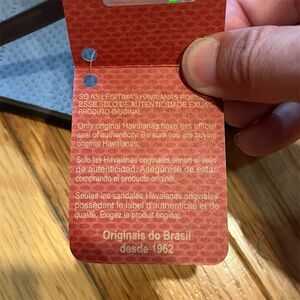 SÓ AS LEGÍTIMAS HAVAIANAS POSSUEM
ESSE SELO DE AUTENTICIDADE EXIJA O
PRODUTO ORIGINAL
Only original Havaianas have this official
seal of authenticity. Be sure you are buying
original Havaianas.
Solo las Havaianas originales tienen el sello
de autenticidad. Asegúrese de estar
comprando el producto original.
Seules les sandales Havaianas originales
possèdent le label d'authenticité et de
qualité. Exigez le produit original.
Originais do Brasil
desde 1962